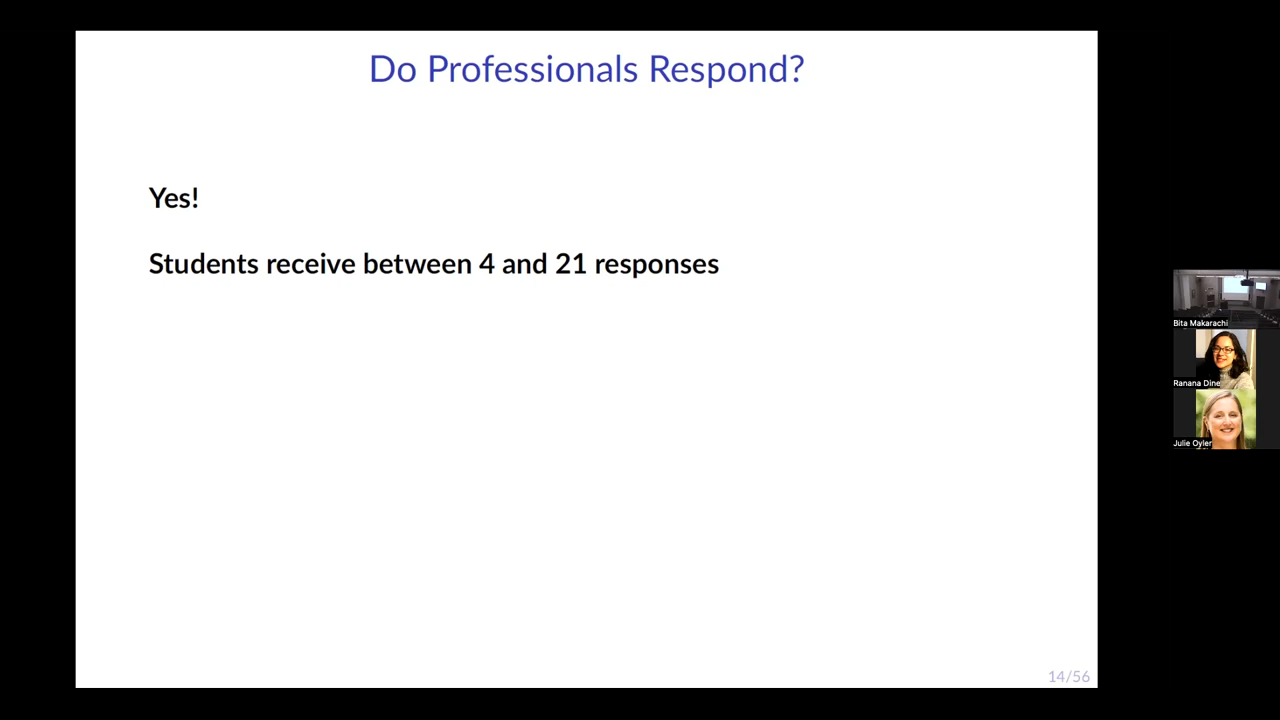 Do Professionals Respond?
Yes!
Students receive between 4 and 21 responses
14/56
Bita Makarachi
Ranana Dine
Julie Oyler